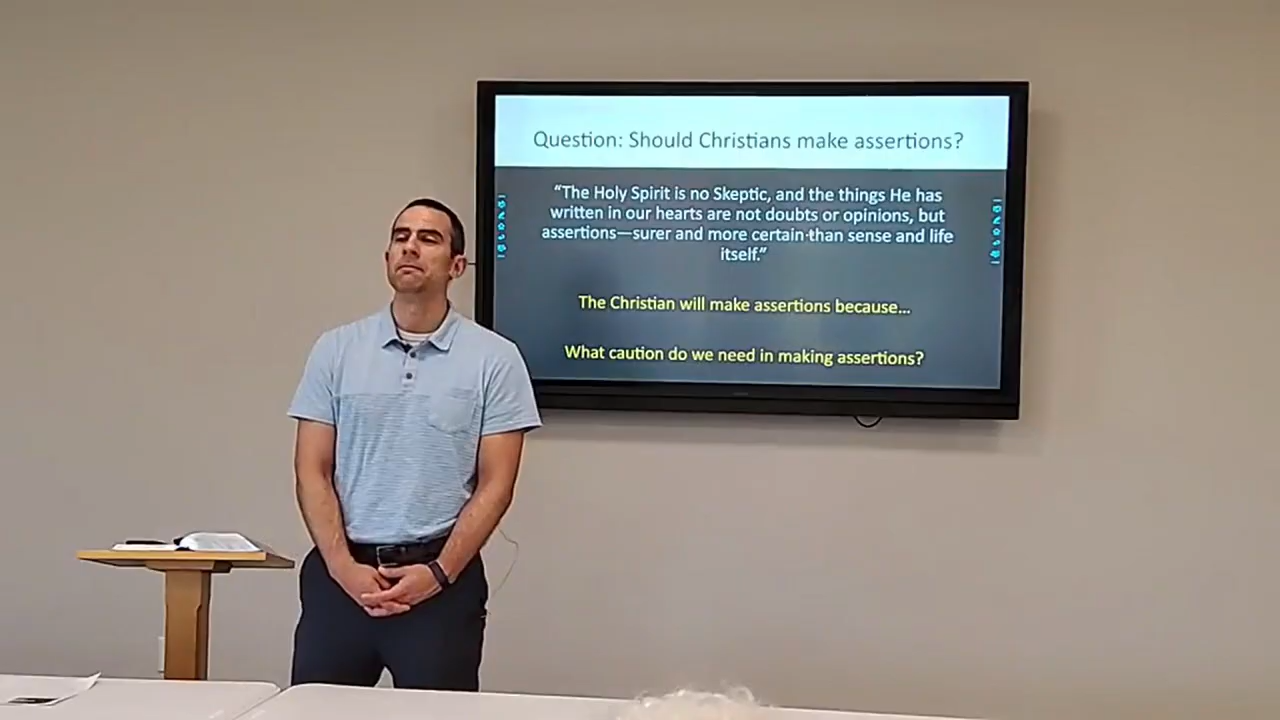 Question: Should Christians make assertions?
“The Holy Spirit is no Skeptic, and the things He has
written in our hearts are not doubts or opinions, but
assertions—surer and more certain than sense and life
itself.”
The Christian will make assertions because...
What caution do we need in making assertions?